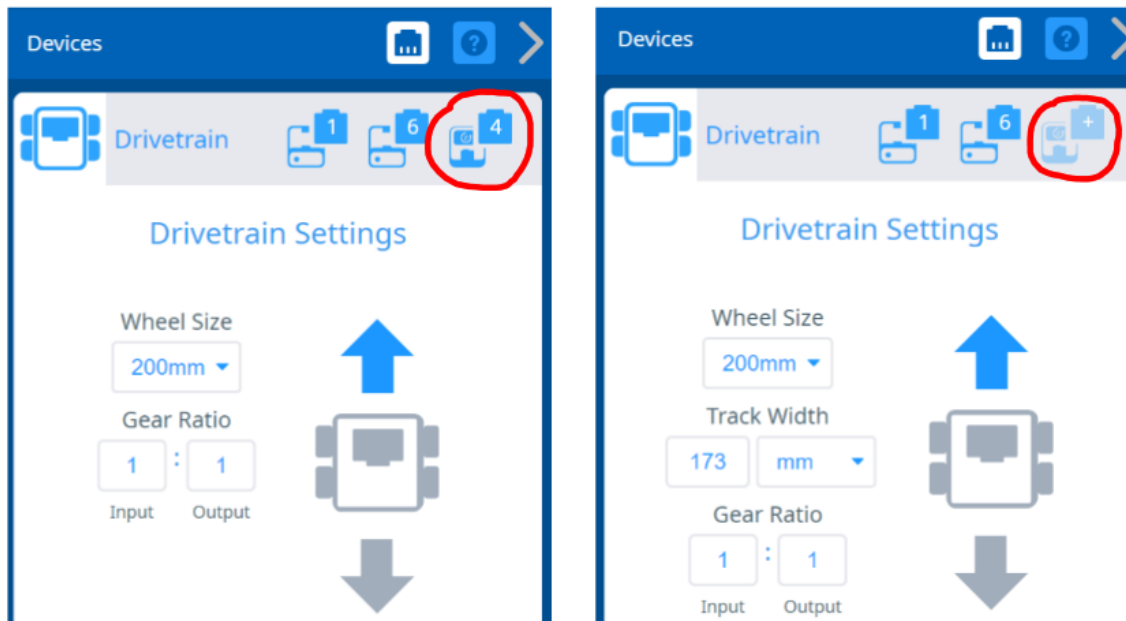 Devices
?
Drivetrain
1
6
4
Drivetrain Settings
Wheel Size
200mm
Gear Ratio
1 : 1
Input Output
Devices
?
Drivetrain
1
6
+
Drivetrain Settings
Wheel Size
200mm
Track Width
173 mm
Gear Ratio
1 : 1
Input Output